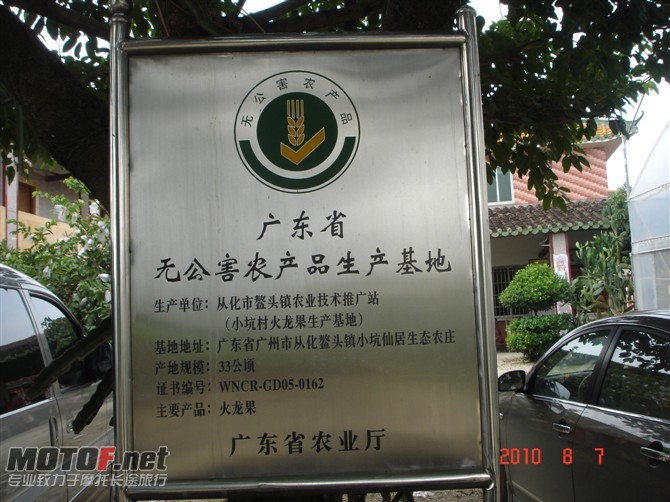 无公害农产品
广东省
无公害农产品生产基地
生产单位：从化市鳌头镇农业技术推广站
（小坑村火龙果生产基地）
基地地址：广东省广州市从化鳌头镇小坑仙居生态农庄
产地规模：33公顷
证书编号：WNCR-GD05-0162
主要产品：火龙果
广东省农业厅
MOTOF.net
专业致力于摩托长途旅行
2010 8 7